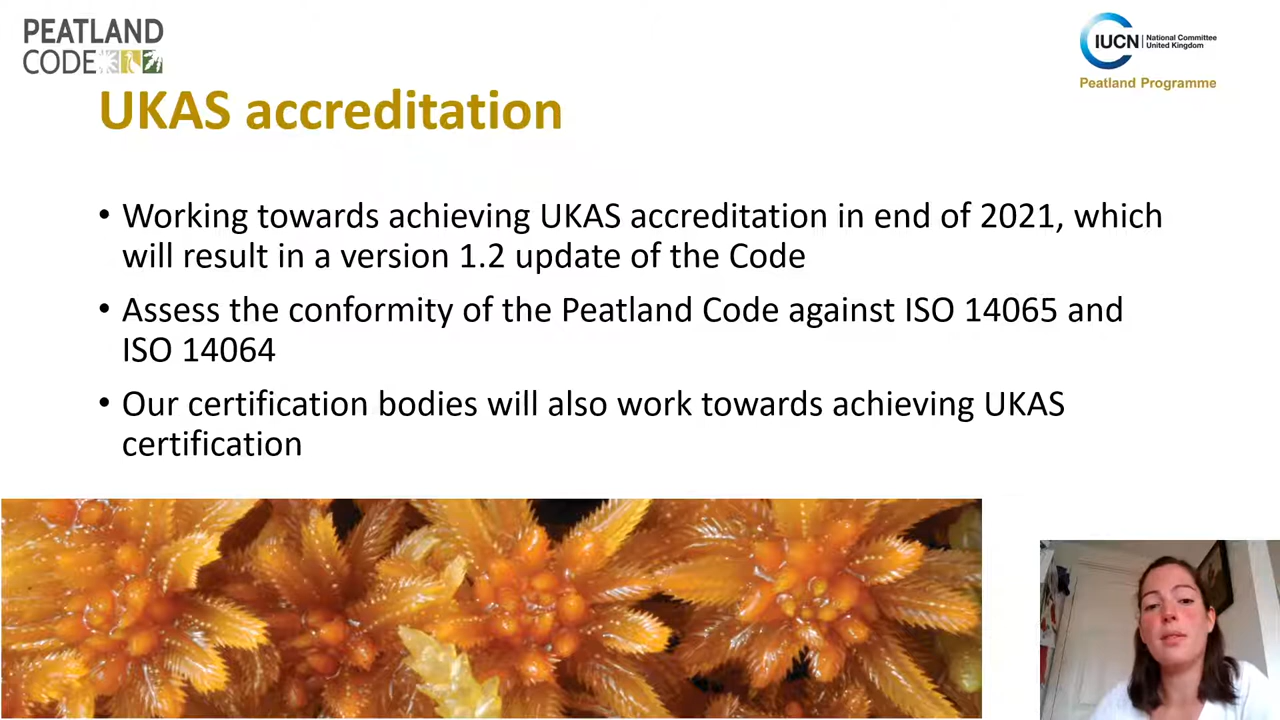 PEATLAND
CODE
IUCN
National Committee
United Kingdom
Peatland Programme
UKAS accreditation
• Working towards achieving UKAS accreditation in end of 2021, which
will result in a version 1.2 update of the Code
• Assess the conformity of the Peatland Code against ISO 14065 and
ISO 14064
• Our certification bodies will also work towards achieving UKAS
certification